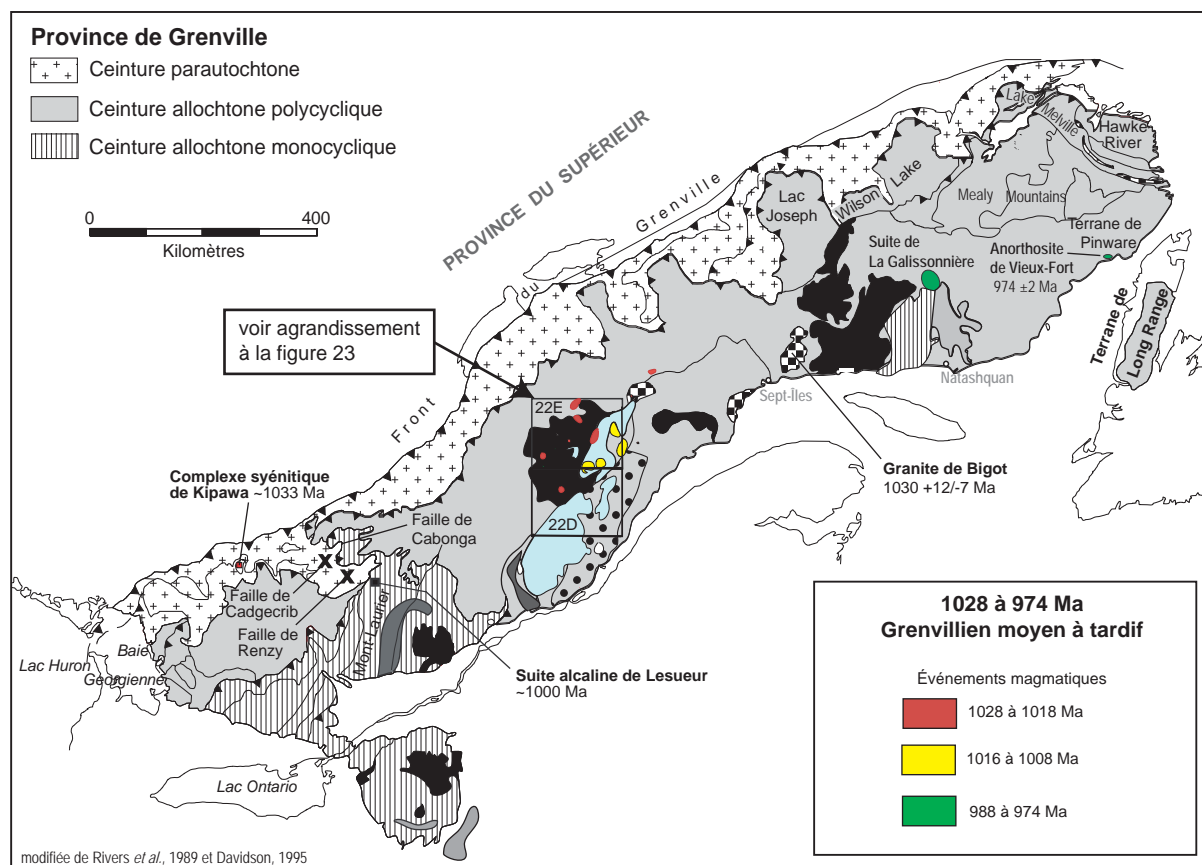 Province de Grenville
Ceinture parautochtone
Ceinture allochtone polycyclique
Ceinture allochtone monocyclique
0 400
Kilomètres
PROVINCE DU SUPÉRIEUR
Front du Grenville
voir agrandissement
à la figure 23
Lake
Melville
Hawke
River
Lac
Joseph
Wilson
Lake
Mealy
Mountains
Terrane de
Pinware
Suite de
La Galissonnière
Anorthosite
de Vieux-Fort
974 ±2 Ma
Terrane de
Long Range
Natashquan
Sept-Îles
22E
22D
Granite de Bigot
1030 +12/-7 Ma
Complexe syénitique
de Kipawa ~1033 Ma
Faille de
Cabonga
X
X
Faille de
Cadgecrib
Faille de
Renzy
Mont Laurier
Baie
Georgienne
Lac Huron
Suite alcaline de Lesueur
~1000 Ma
Lac Ontario
1028 à 974 Ma
Grenvillien moyen à tardif
Événements magmatiques
1028 à 1018 Ma
1016 à 1008 Ma
988 à 974 Ma
modifiée de Rivers et al., 1989 et Davidson, 1995